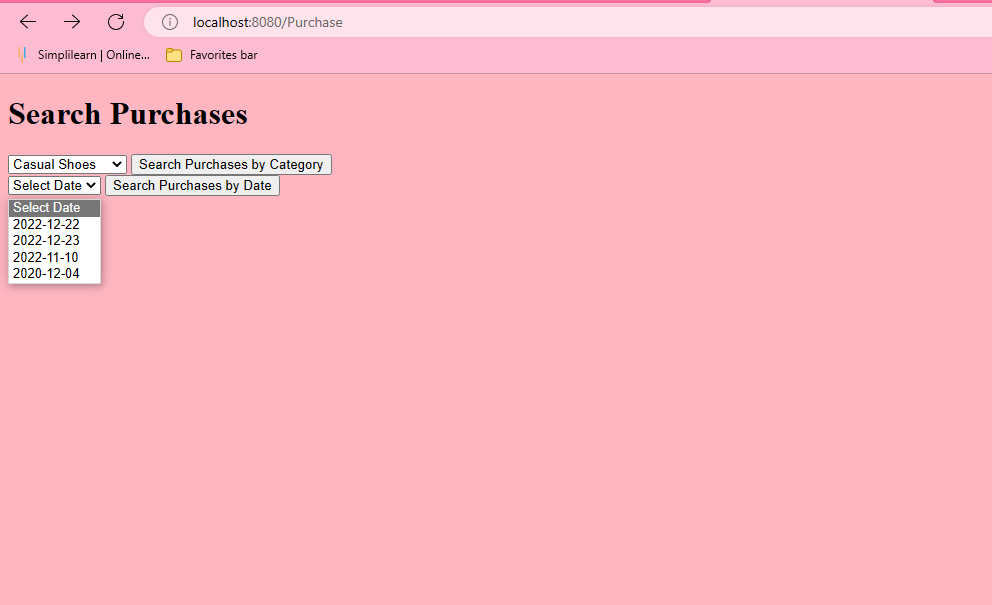 localhost:8080/Purchase
Simplilearn | Online... Favorites bar
Search Purchases
Casual Shoes Search Purchases by Category
Select Date Search Purchases by Date
Select Date
2022-12-22
2022-12-23
2022-11-10
2020-12-04